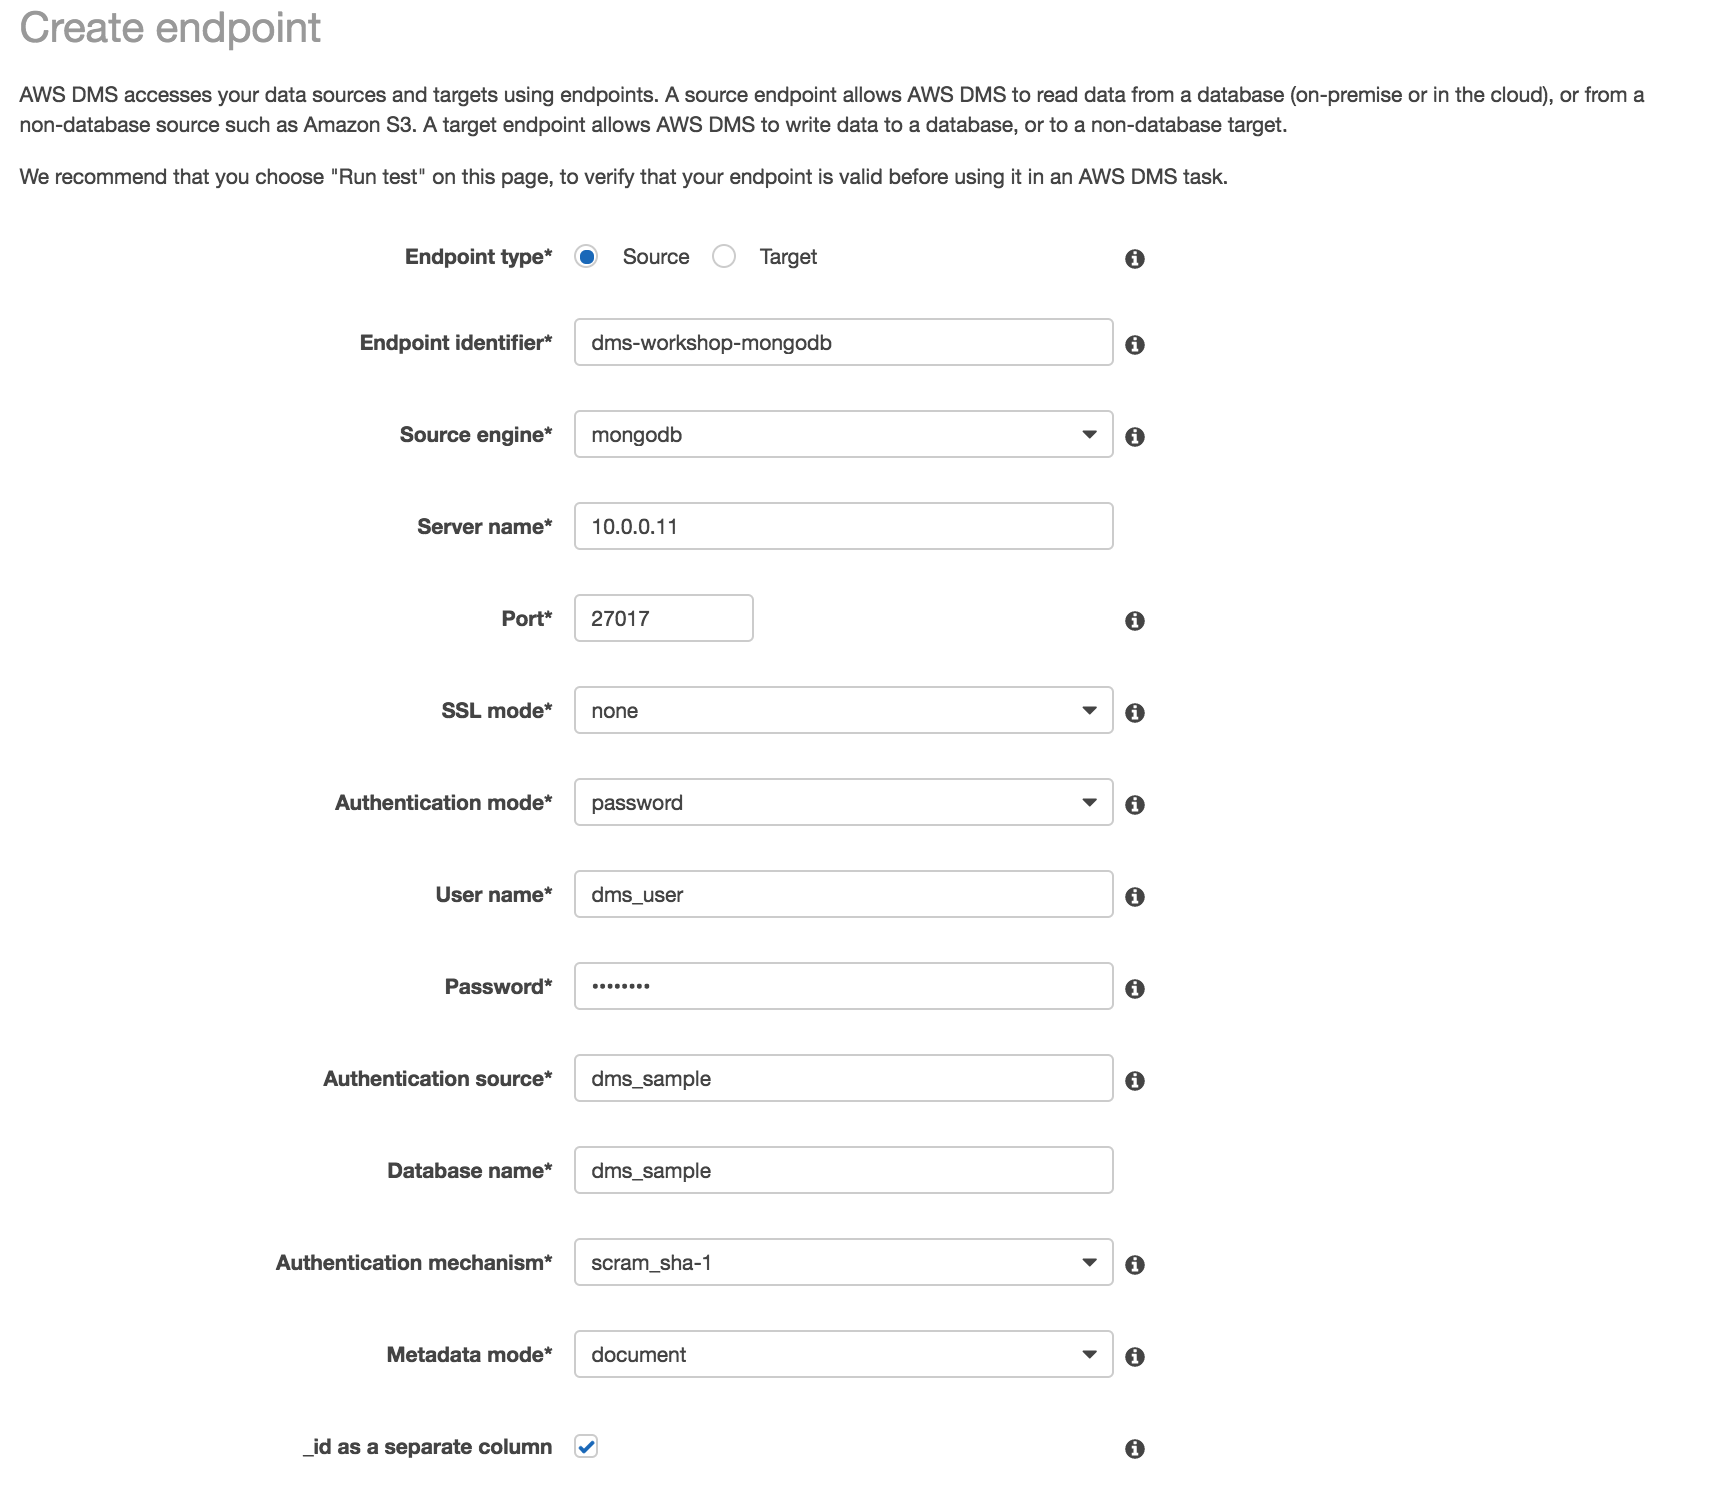 Create endpoint
AWS DMS accesses your data sources and targets using endpoints. A source endpoint allows AWS DMS to read data from a database (on-premise or in the cloud), or from a
non-database source such as Amazon S3. A target endpoint allows AWS DMS to write data to a database, or to a non-database target.
We recommend that you choose "Run test" on this page, to verify that your endpoint is valid before using it in an AWS DMS task.
Endpoint type* Source Target
Endpoint identifier* dms-workshop-mongodb
Source engine* mongodb
Server name* 10.0.0.11
Port* 27017
SSL mode* none
Authentication mode* password
User name* dms_user
Password* ••••••••
Authentication source* dms_sample
Database name* dms_sample
Authentication mechanism* scram_sha-1
Metadata mode* document
_id as a separate column